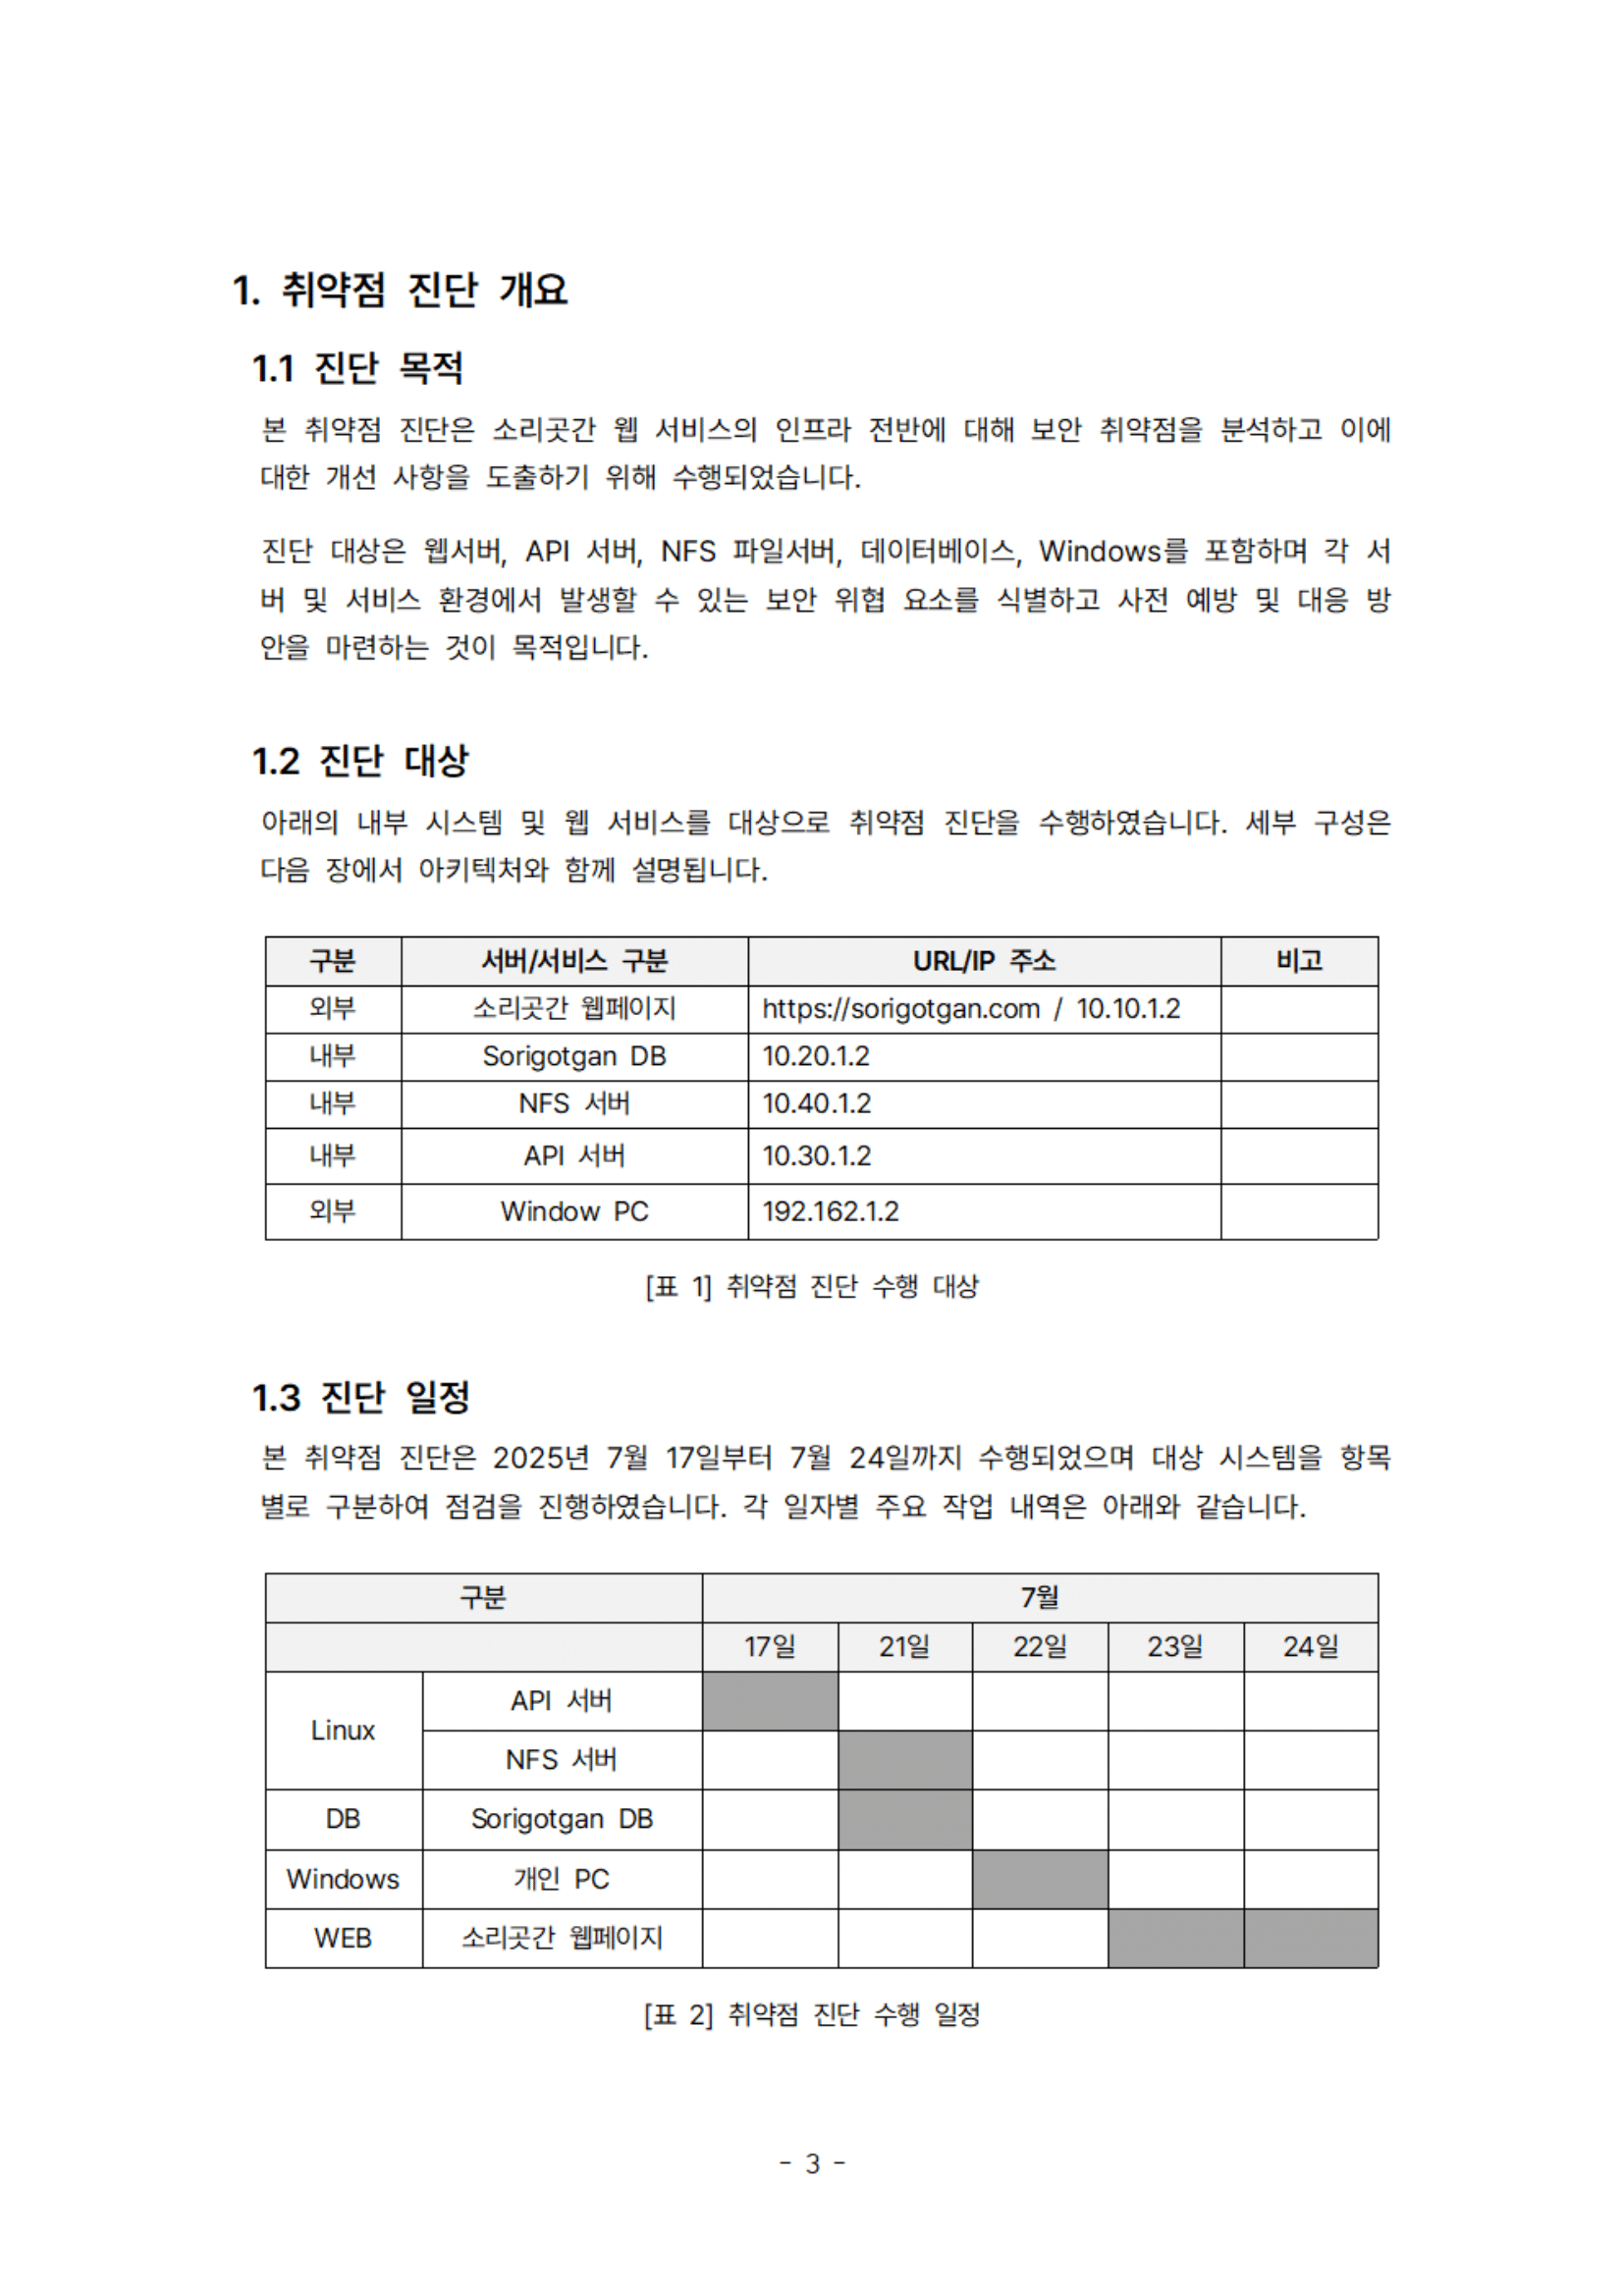 1. 취약점 진단 개요
1.1 진단 목적
본 취약점 진단은 소리곳간 웹 서비스의 인프라 전반에 대해 보안 취약점을 분석하고 이에
대한 개선 사항을 도출하기 위해 수행되었습니다.
진단 대상은 웹서버, API 서버, NFS 파일서버, 데이터베이스, Windows를 포함하며 각 서
버 및 서비스 환경에서 발생할 수 있는 보안 위협 요소를 식별하고 사전 예방 및 대응 방
안을 마련하는 것이 목적입니다.
1.2 진단 대상
아래의 내부 시스템 및 웹 서비스를 대상으로 취약점 진단을 수행하였습니다. 세부 구성은
다음 장에서 아키텍처와 함께 설명됩니다.
구분 서버/서비스 구분 URL/IP 주소 비고
외부 소리곳간 웹페이지 https://sorigotgan.com / 10.10.1.2
내부 Sorigotgan DB 10.20.1.2
내부 NFS 서버 10.40.1.2
내부 API 서버 10.30.1.2
외부 Window PC 192.162.1.2
[표 1] 취약점 진단 수행 대상
1.3 진단 일정
본 취약점 진단은 2025년 7월 17일부터 7월 24일까지 수행되었으며 대상 시스템을 항목
별로 구분하여 점검을 진행하였습니다. 각 일자별 주요 작업 내역은 아래와 같습니다.
구분 7월
17일 21일 22일 23일 24일
Linux API 서버
NFS 서버
DB Sorigotgan DB
Windows 개인 PC
WEB 소리곳간 웹페이지
[표 2] 취약점 진단 수행 일정
- 3 -